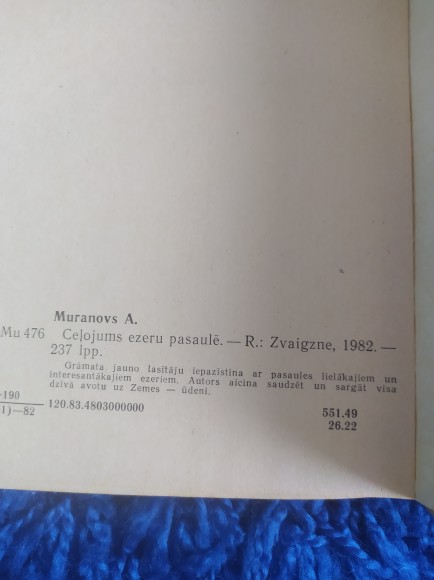 Muranovs A.
Mu 476 Ceļojums ezeru pasaulē. — R.: Zvaigzne, 1982. —
237 lpp.
Grāmata jauno lasītāju iepazīstina ar pasaules lielākajiem un
interesantākajiem ezeriem. Autors aicina saudzēt un sargāt visa
dzīvā avotu uz Zemes — ūdeni.
-190
1)—82 120.83.4803000000
551.49
26.22